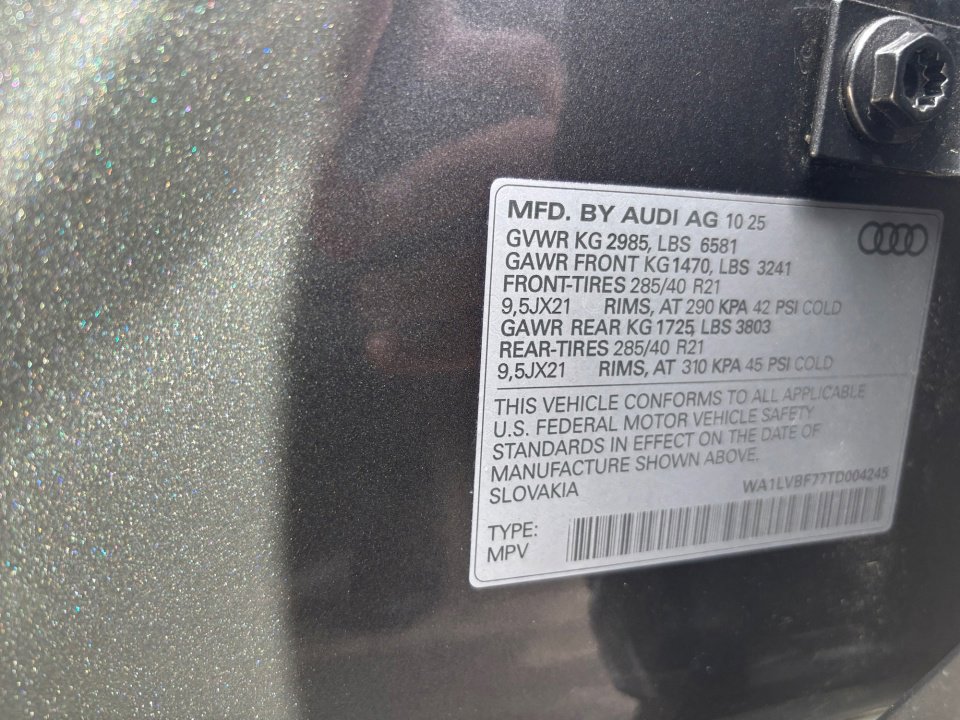 MFD. BY AUDI AG 10 25
GVWR KG 2985, LBS 6581
GAWR FRONT KG1470, LBS 3241
FRONT-TIRES 285/40 R21
9,5JX21 RIMS, AT 290 KPA 42 PSI COLD
GAWR REAR KG 1725, LBS 3803
REAR-TIRES 285/40 R21
9,5JX21 RIMS, AT 310 KPA 45 PSI COLD
THIS VEHICLE CONFORMS TO ALL APPLICABLE
U.S. FEDERAL MOTOR VEHICLE SAFETY
STANDARDS IN EFFECT ON THE DATE OF
MANUFACTURE SHOWN ABOVE.
SLOVAKIA
WA1LVBF77TD004245
TYPE:
MPV